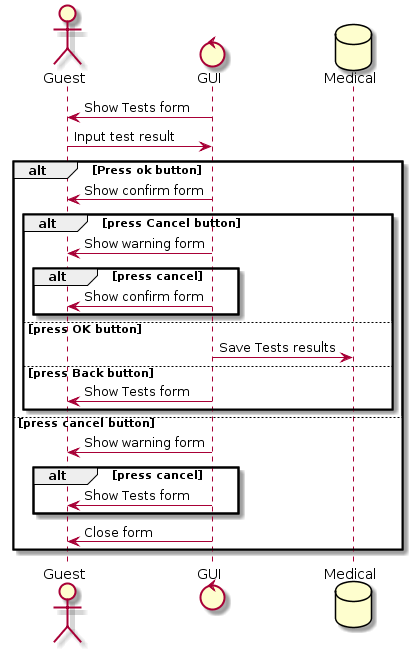 Guest GUI Medical
Show Tests form
Input test result
alt [Press ok button]
Show confirm form
alt [press Cancel button]
Show warning form
alt [press cancel]
Show confirm form
[press OK button]
Save Tests results
[press Back button]
Show Tests form
[press cancel button]
Show warning form
alt [press cancel]
Show Tests form
Close form
Guest GUI Medical